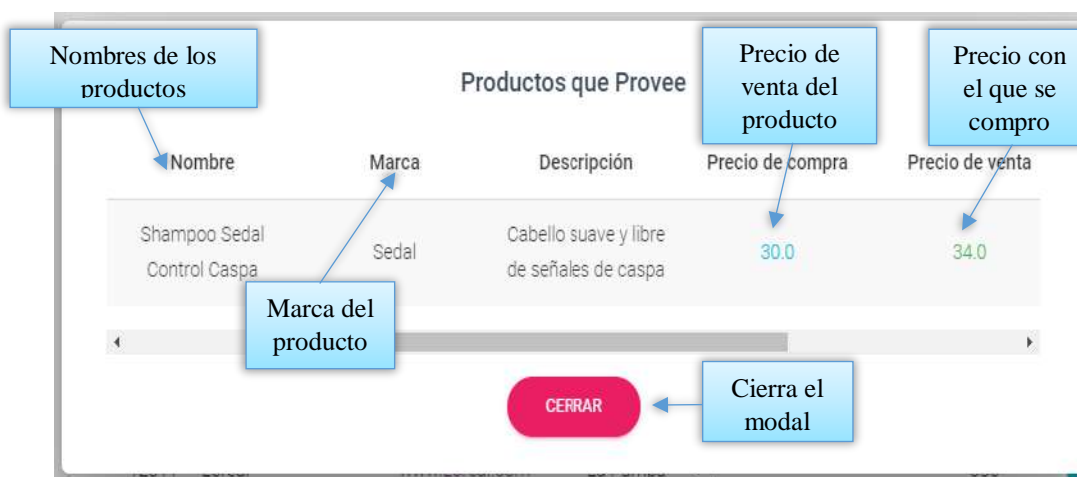 Nombres de los
productos
Productos que Provee
Precio de
venta del
producto
Precio con
el que se
compro
Nombre Marca Descripción Precio de compra Precio de venta
Shampoo Sedal
Control Caspa
Sedal
Cabello suave y libre
de señales de caspa
30.0
34.0
Marca del
producto
CERRAR
Cierra el
modal